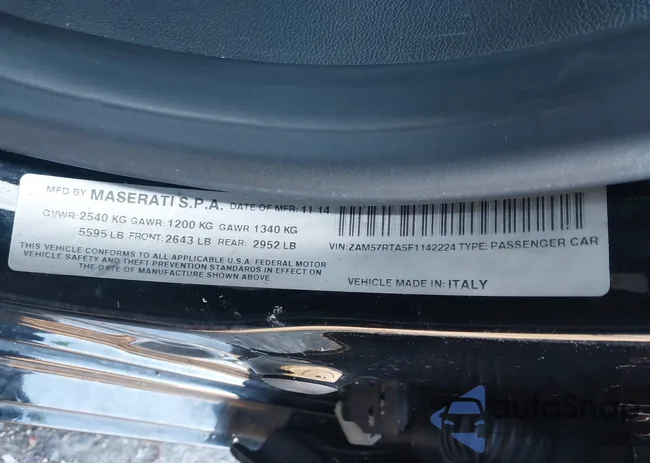 MFD BY MASERATI S.P.A. DATE OF MFR: 11-14
GVWR: 2540 KG GAWR: 1200 KG GAWR 1340 KG
5595 LB FRONT: 2643 LB REAR: 2952 LB
THIS VEHICLE CONFORMS TO ALL APPLICABLE U.S.A. FEDERAL MOTOR
VEHICLE SAFETY AND THEFT PREVENTION STANDARDS IN EFFECT ON
THE DATE OF MANUFACTURE SHOWN ABOVE
VIN: ZAM57RTA5F1142224 TYPE: PASSENGER CAR
VEHICLE MADE IN: ITALY
autoSnap